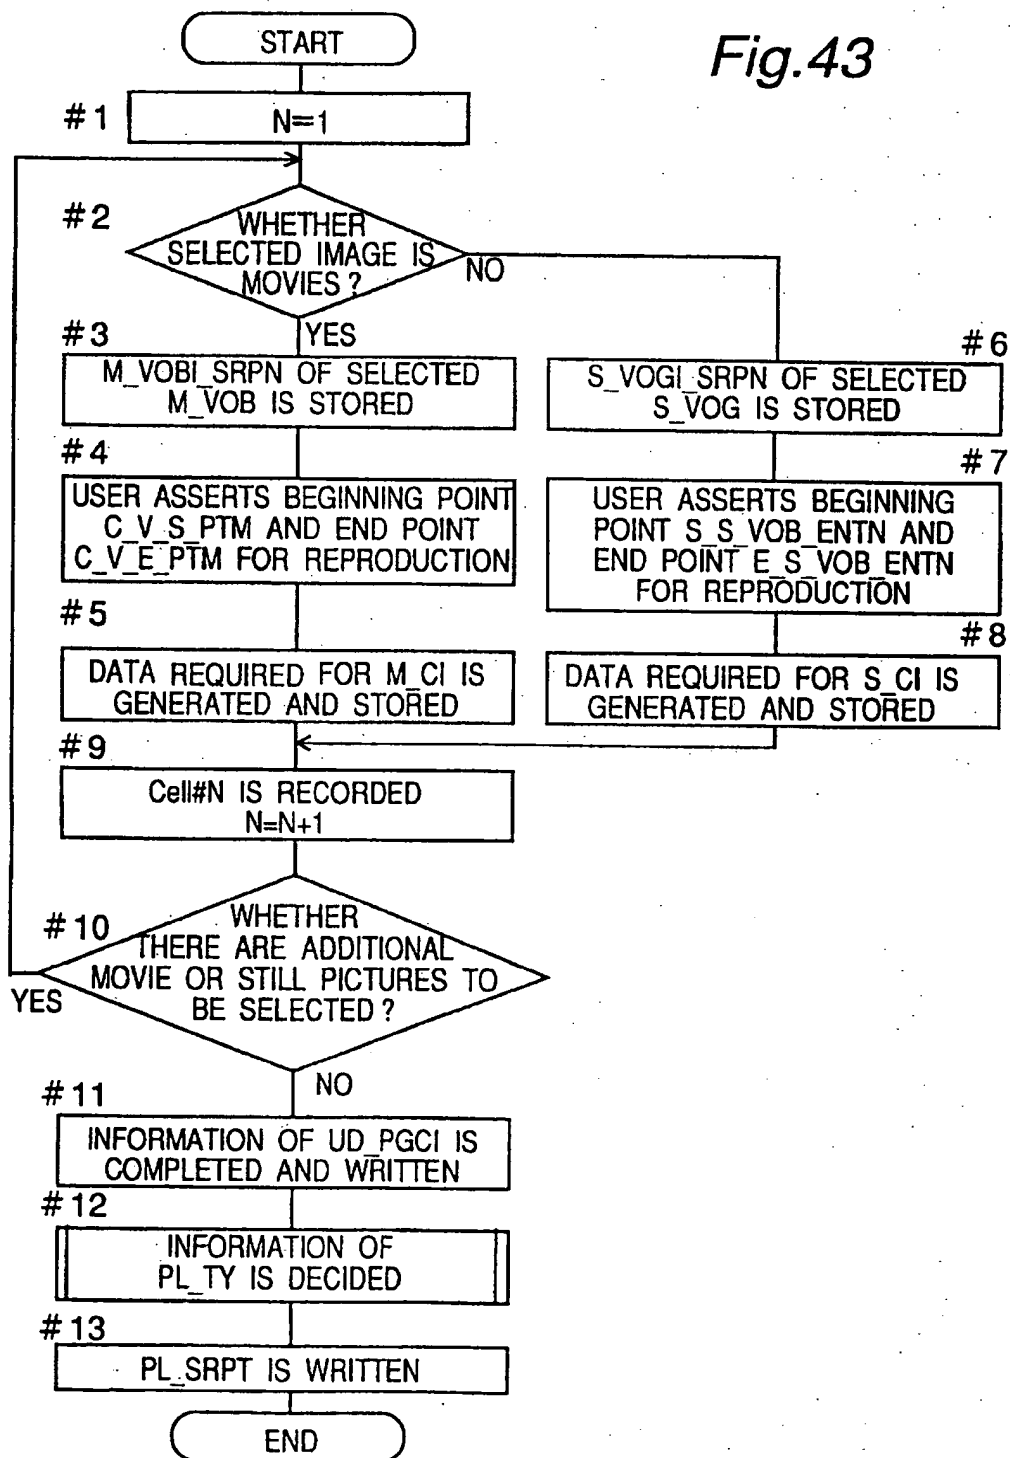 START
Fig.43
#1
N=1
#2
WHETHER
SELECTED IMAGE IS
MOVIES?
NO
YES
#3
M_VOBI_SRPN OF SELECTED
M_VOB IS STORED
#6
S_VOGI_SRPN OF SELECTED
S_VOG IS STORED
#4
USER ASSERTS BEGINNING POINT
C_V_S_PTM AND END POINT
C_V_E_PTM FOR REPRODUCTION
#7
USER ASSERTS BEGINNING
POINT S_S_VOB_ENTN AND
END POINT E_S_VOB_ENTN
FOR REPRODUCTION
#5
DATA REQUIRED FOR M_CI IS
GENERATED AND STORED
#8
DATA REQUIRED FOR S_CI IS
GENERATED AND STORED
#9
Cell#N IS RECORDED
N=N+1
#10
WHETHER
THERE ARE ADDITIONAL
MOVIE OR STILL PICTURES TO
BE SELECTED?
YES
NO
#11
INFORMATION OF UD_PGCI IS
COMPLETED AND WRITTEN
#12
INFORMATION OF
PL_TY IS DECIDED
#13
PL_SRPT IS WRITTEN
END